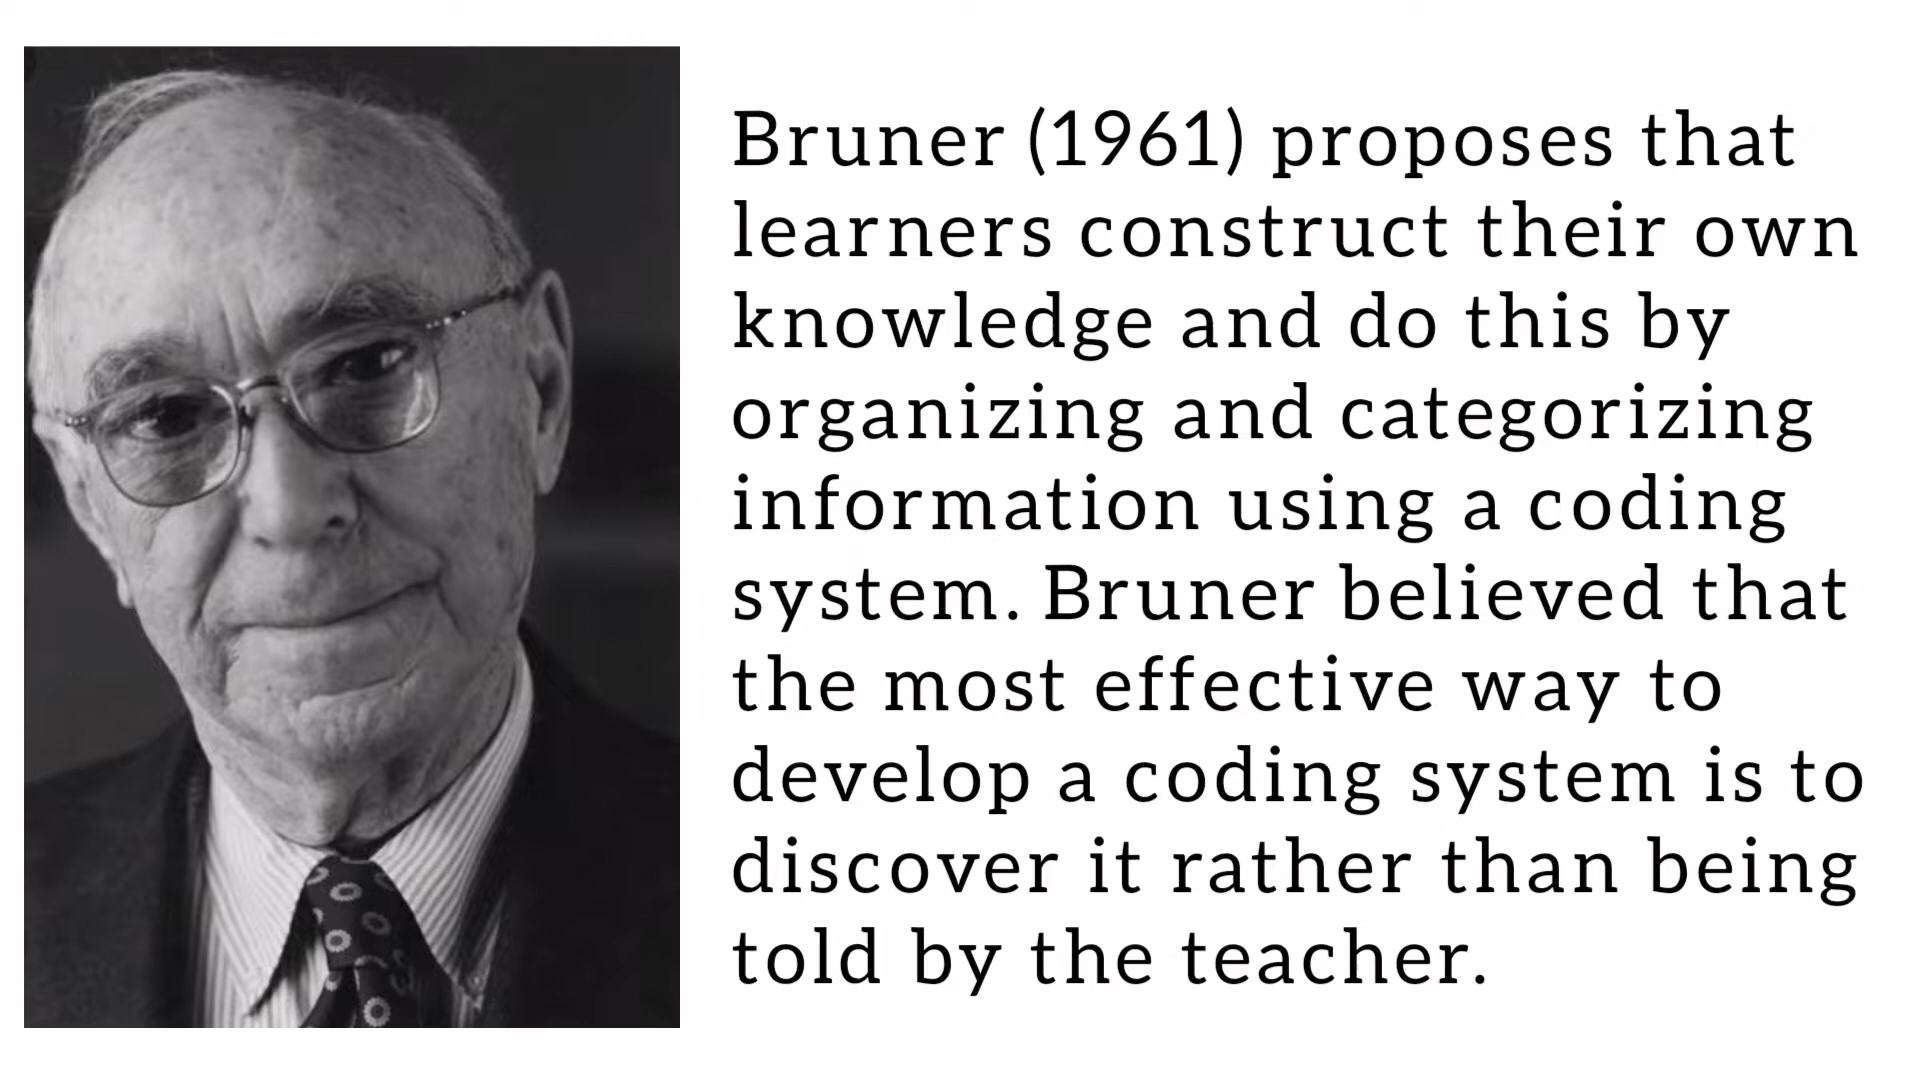 Bruner (1961) proposes that
learners construct their own
knowledge and do this by
organizing and categorizing
information using a coding
system. Bruner believed that
the most effective way to
develop a coding system is to
discover it rather than being
told by the teacher.